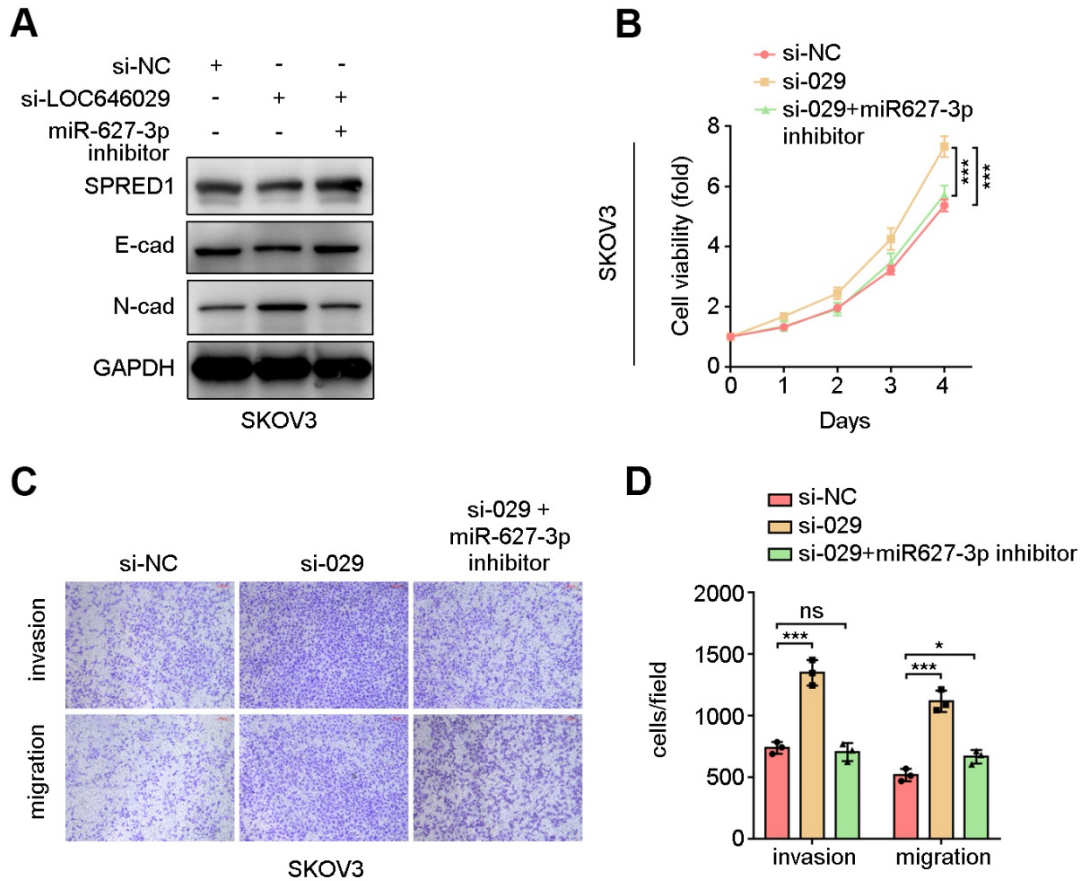 A
si-NC + - -
si-LOC646029 - + +
miR-627-3p - - +
inhibitor
SPRED1
E-cad
N-cad
GAPDH
SKOV3
B
si-NC
si-029
si-029+miR627-3p
inhibitor
SKOV3
Cell viability (fold)
8
6
4
2
0
0 1 2 3 4
Days
***
***
C
si-NC
si-029
si-029 +
miR-627-3p
inhibitor
invasion
migration
SKOV3
D
si-NC
si-029
si-029+miR627-3p inhibitor
cells/field
2000
1500
1000
500
0
ns
***
*
***
invasion migration